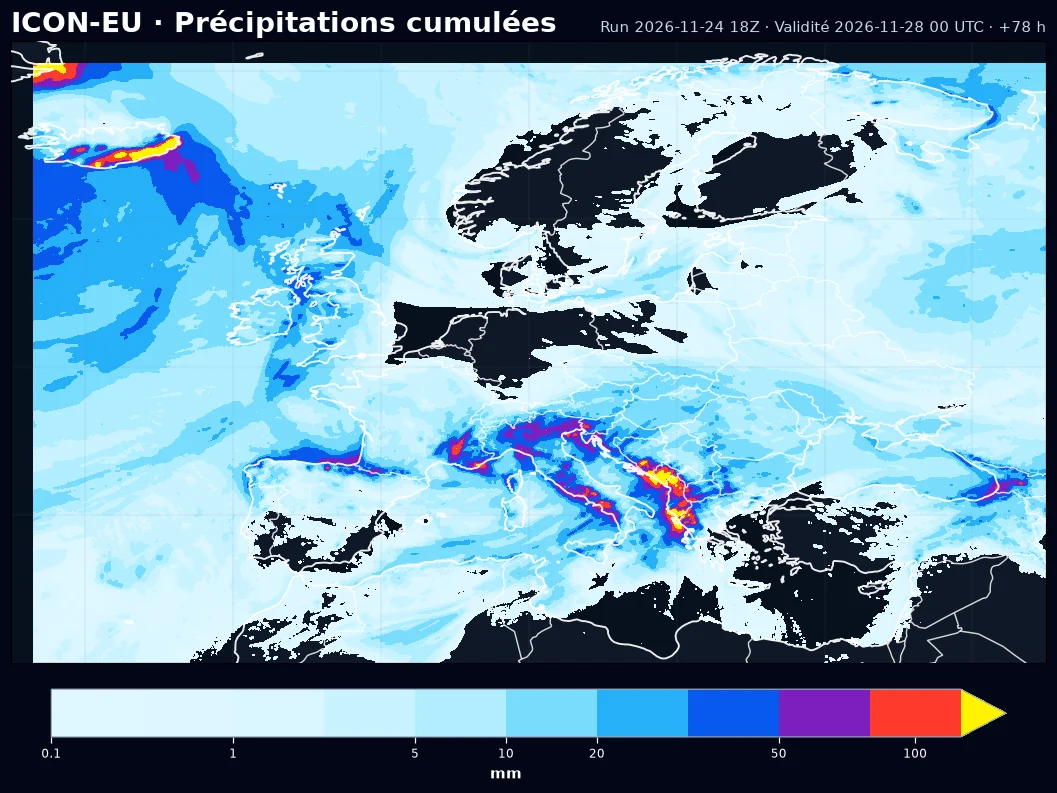 ICON-EU · Précipitations cumulées
Run 2026-11-24 18Z · Validité 2026-11-28 00 UTC · +78 h
0.1 1 5 10 20 50 100
mm